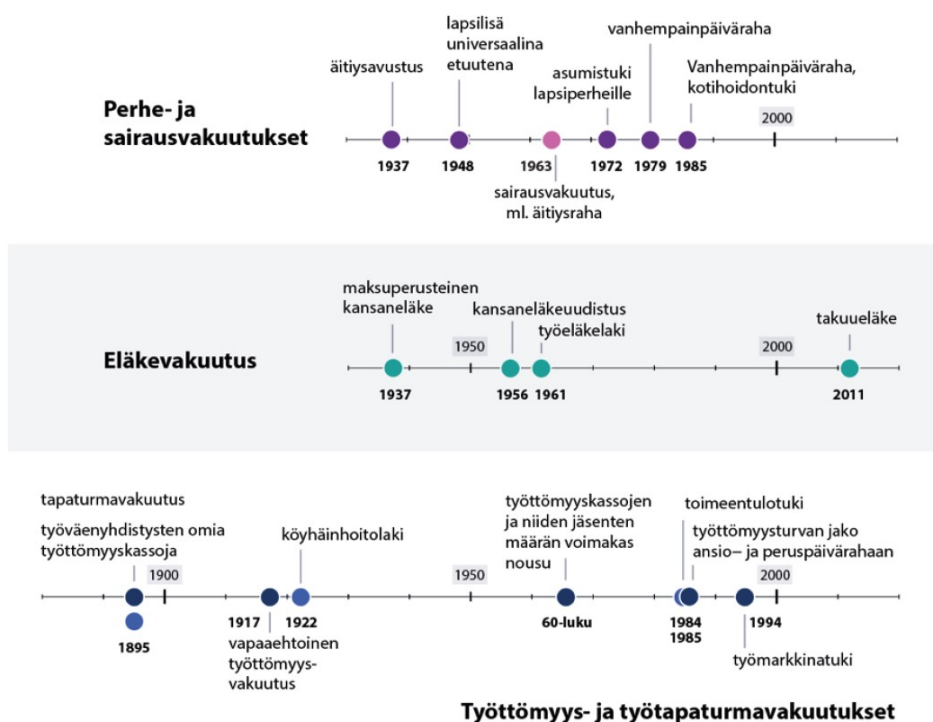 Perhe- ja
sairausvakuutukset
äitiysavustus
lapsilisä
universaalina
etuutena
asumistuki
lapsiperheille
vanhempainpäiväraha
Vanhempainpäiväraha,
kotihoidontuki
2000
1937
1948
1963
1972
1979
1985
sairausvakuutus,
ml. äitiysraha
Eläkevakuutus
maksuperusteinen
kansaneläke
kansaneläkeuudistus
työeläkelaki
takuueläke
1950
2000
1937
1956
1961
2011
tapaturmavakuutus
työväenyhdistysten omia
työttömyyskassoja
köyhäinhoitolaki
työttömyyskassojen
ja niiden jäsenten
määrän voimakas
nousu
toimeentulotuki
työttömyysturvan jako
ansio– ja peruspäivärahaan
1900
1950
2000
1895
1917
1922
60-luku
1984
1985
1994
vapaaehtoinen
työttömyys-
vakuutus
työmarkkinatuki
Työttömyys- ja työtapaturmavakuutukset